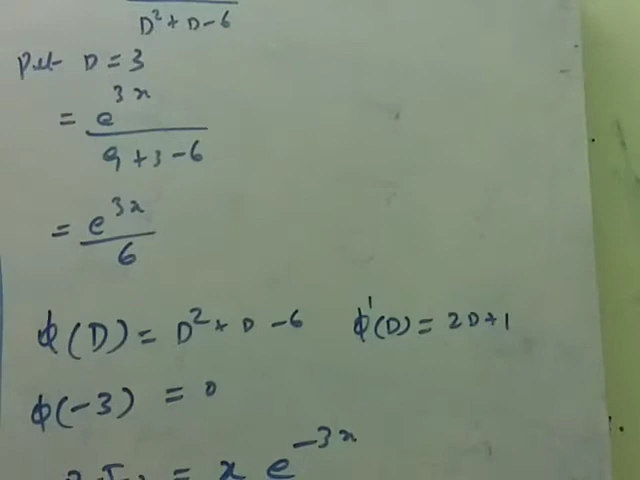 D² + D - 6
Put D = 3
= e^{3x} / 9 + 3 - 6
= e^{3x} / 6
ϕ(D) = D² + D - 6 ϕ'(D) = 2D + 1
ϕ(-3) = 0
= x e^{-3x}